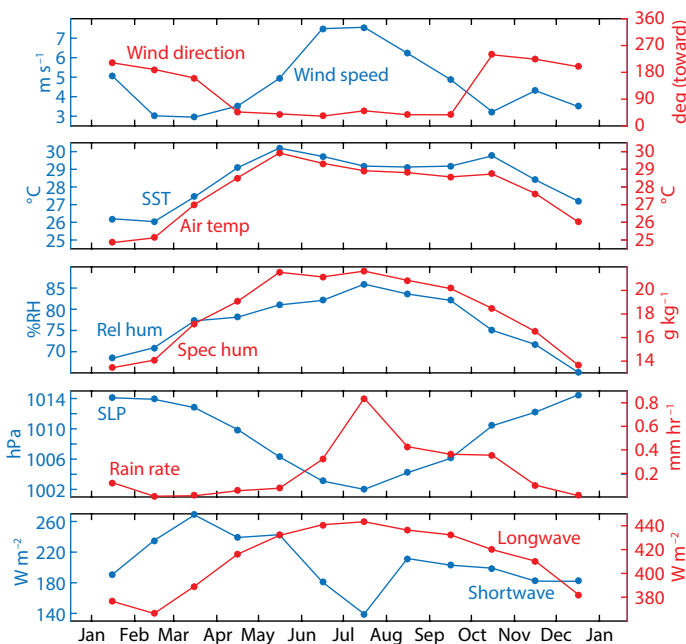 7
6
5
4
3
m s⁻¹
Wind direction
Wind speed
360
270
180
90
0
deg (toward)
30
29
28
27
26
25
°C
SST
Air temp
30
29
28
27
26
25
°C
85
80
75
70
%RH
Rel hum
Spec hum
20
18
16
14
g kg⁻¹
1014
1010
1006
1002
hPa
SLP
Rain rate
0.8
0.6
0.4
0.2
mm hr⁻¹
260
220
180
140
W m⁻²
Longwave
Shortwave
440
420
400
380
W m⁻²
Jan Feb Mar Apr May Jun Jul Aug Sep Oct Nov Dec Jan